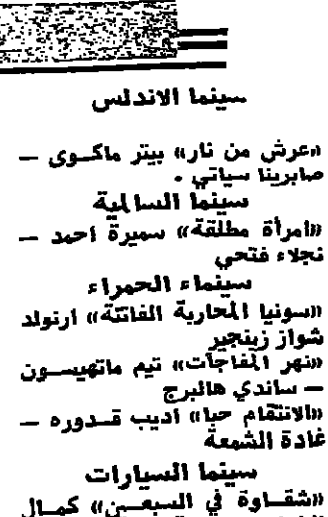 سينما الاندلس
«عرش من نار» بيتر ماكوى —
صابرينا سياني .
سينما السالمية
«امرأة مطلقة» سميرة احمد —
نجلاء فتحي
سينماء الحمراء
«سونيا المحاربة الفاتنة» ارنولد
شواز زينجير
«نهر المفاجآت» تيم ماتهيسون
— ساندي هالبرج
«الانتقام حبا» اديب قدوره —
غادة الشمعة
سينما السيارات
«شقاوة في السبعين» كمال